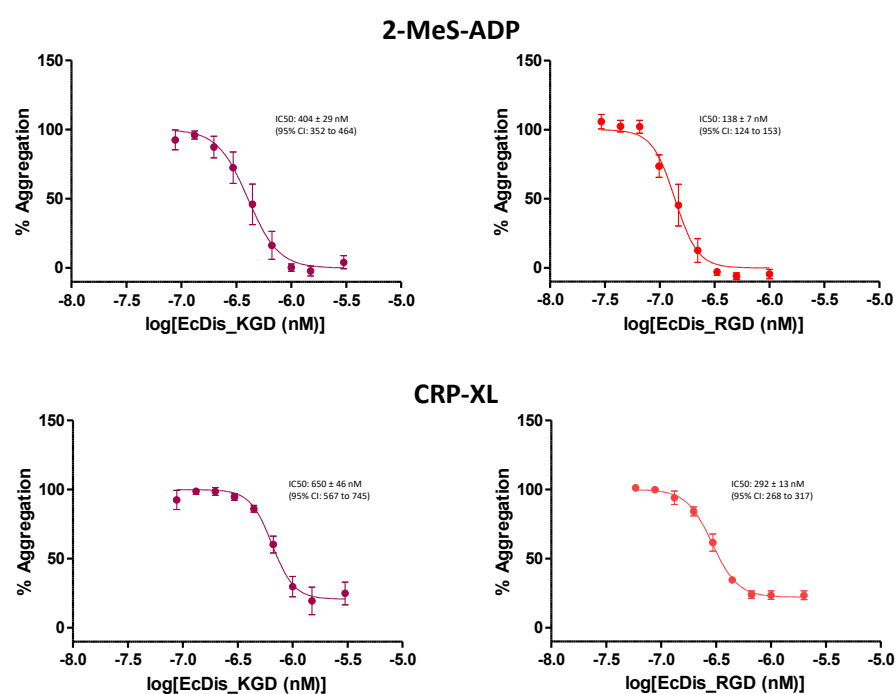 2-MeS-ADP
150
100
50
0
% Aggregation
IC50: 404 ± 29 nM
(95% CI: 352 to 464)
-8.0 -7.5 -7.0 -6.5 -6.0 -5.5 -5.0
log[EcDis_KGD (nM)]
150
100
50
0
% Aggregation
IC50: 138 ± 7 nM
(95% CI: 124 to 153)
-8.0 -7.5 -7.0 -6.5 -6.0 -5.5 -5.0
log[EcDis_RGD (nM)]
CRP-XL
150
100
50
0
% Aggregation
IC50: 650 ± 46 nM
(95% CI: 567 to 745)
-8.0 -7.5 -7.0 -6.5 -6.0 -5.5 -5.0
log[EcDis_KGD (nM)]
150
100
50
0
% Aggregation
IC50: 292 ± 13 nM
(95% CI: 268 to 317)
-8.0 -7.5 -7.0 -6.5 -6.0 -5.5 -5.0
log[EcDis_RGD (nM)]